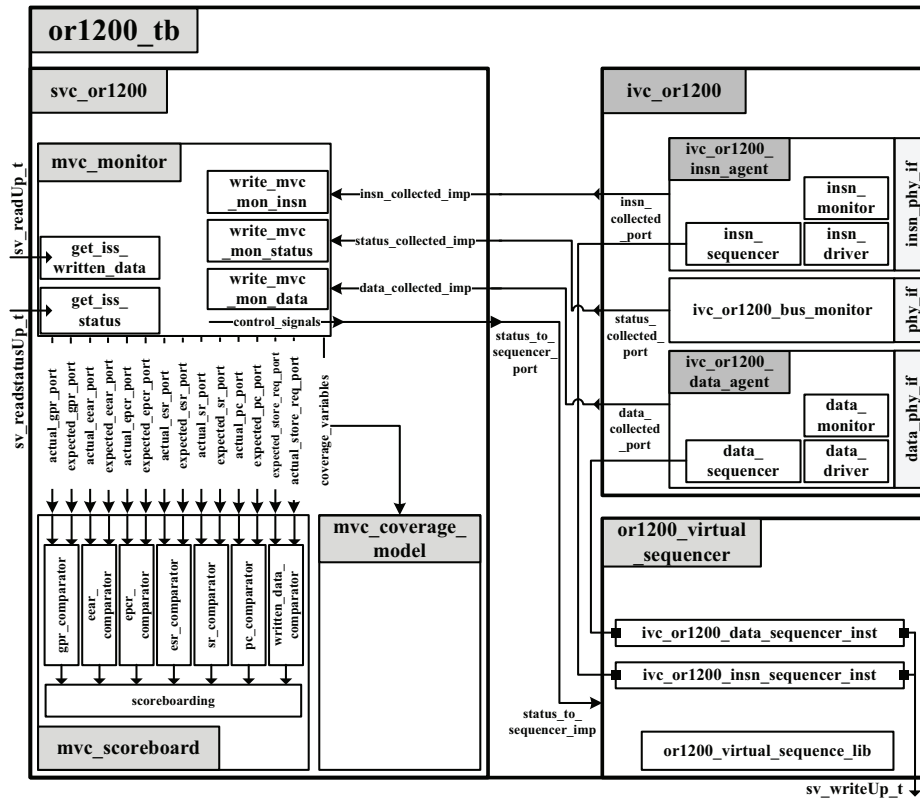 or1200_tb
svc_or1200
mvc_monitor
write_mvc
_mon_insn
write_mvc
_mon_status
write_mvc
_mon_data
get_iss_
written_data
get_iss_
status
control_signals
sv_readUp_t
sv_readstatusUp_t
insn_collected_imp
status_collected_imp
data_collected_imp
insn_
collected
_port
status_
collected_
port
data_
collected_
port
status_to_
sequencer_
port
ivc_or1200
ivc_or1200_
insn_agent
insn_
monitor
insn_
sequencer
insn_
driver
insn_phy_if
ivc_or1200_bus_monitor
phy_if
ivc_or1200_
data_agent
data_
monitor
data_
sequencer
data_
driver
data_phy_if
actual_gpr_port
expected_gpr_port
actual_eear_port
expected_eear_port
actual_epcr_port
expected_epcr_port
actual_esr_port
expected_esr_port
actual_sr_port
expected_sr_port
actual_pc_port
expected_pc_port
expected_store_req_port
actual_store_req_port
coverage_variables
gpr_comparator
eear_
comparator
epcr_
comparator
esr_comparator
sr_comparator
pc_comparator
written_data_
comparator
scoreboarding
mvc_scoreboard
mvc_coverage_
model
or1200_virtual
_sequencer
ivc_or1200_data_sequencer_inst
ivc_or1200_insn_sequencer_inst
status_to_
sequencer_imp
or1200_virtual_sequence_lib
sv_writeUp_t